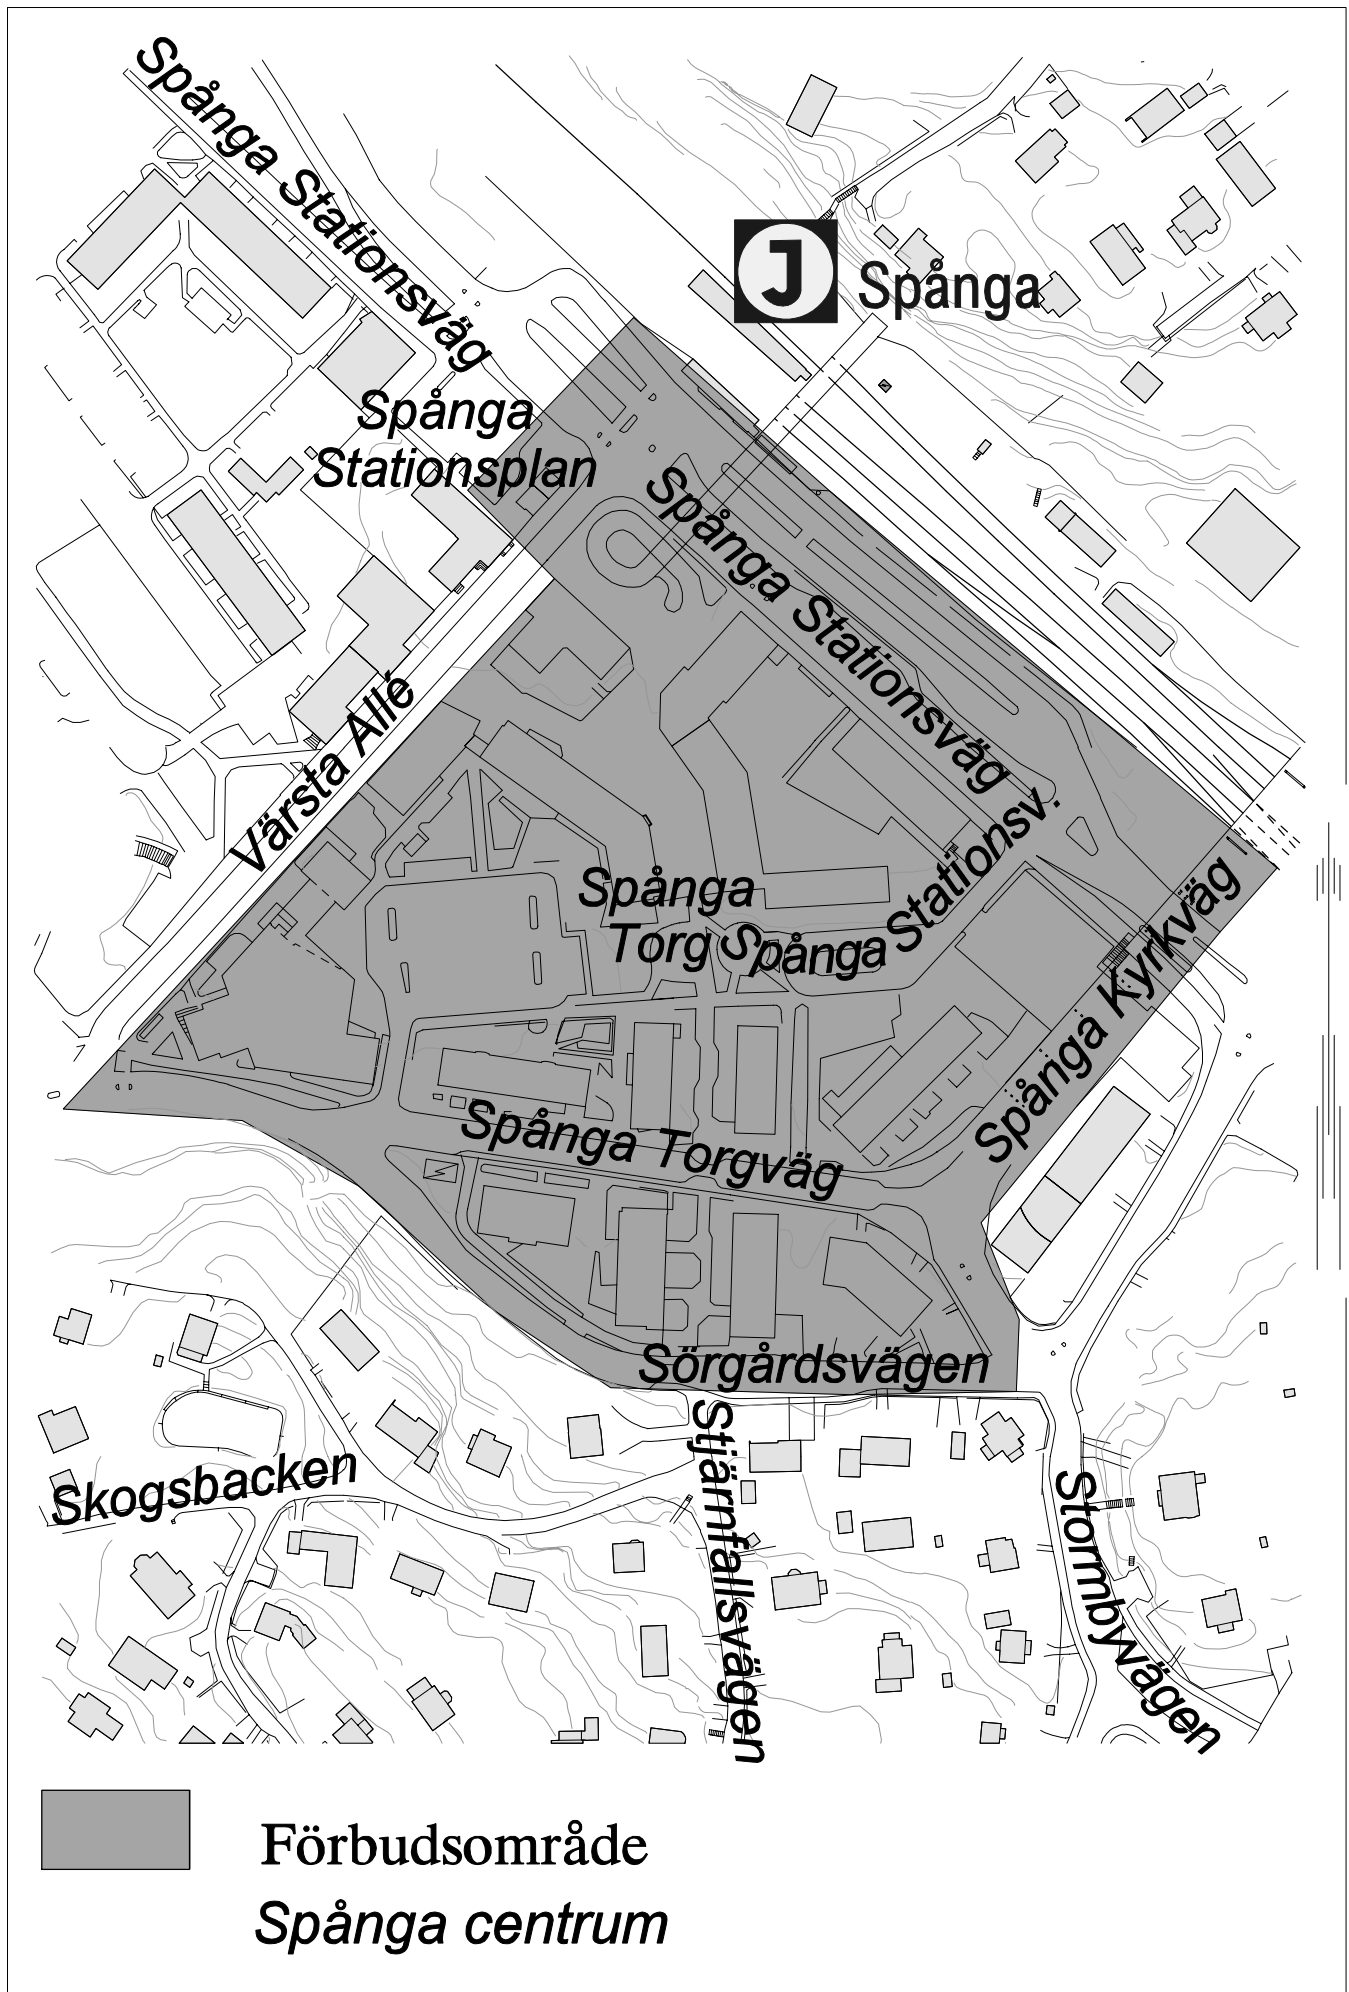 Spånga Stationsväg
J Spånga
Spånga
Stationsplan
Spånga Stationsväg
Värsta Allé
Spånga Stationsv.
Spånga
Torg
Spånga Kyrkväg
Spånga Torgväg
Sörgårdsvägen
Stjärnfallsvägen
Skogsbacken
Stormbyvägen
Förbudsområde
Spånga centrum